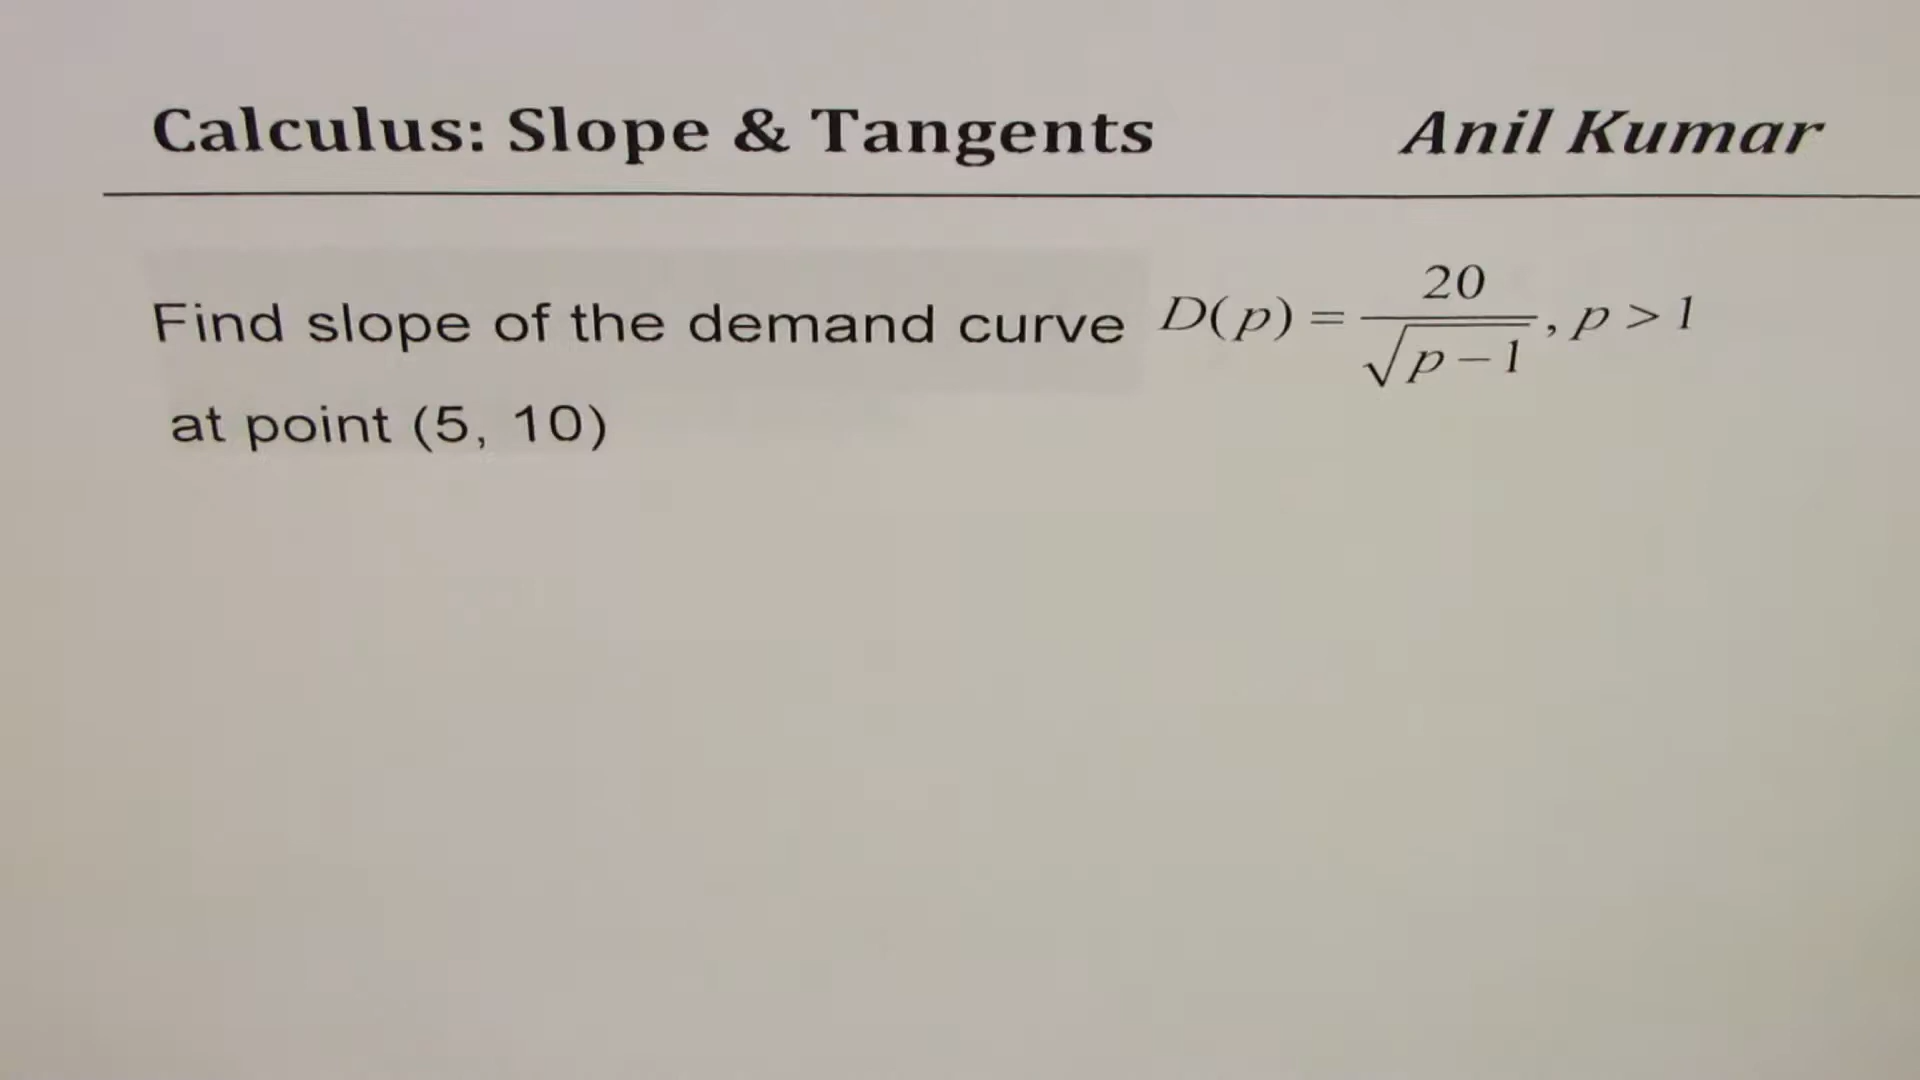 Calculus: Slope & Tangents Anil Kumar
Find slope of the demand curve D(p) = 20/√(p−1), p > 1
at point (5, 10)